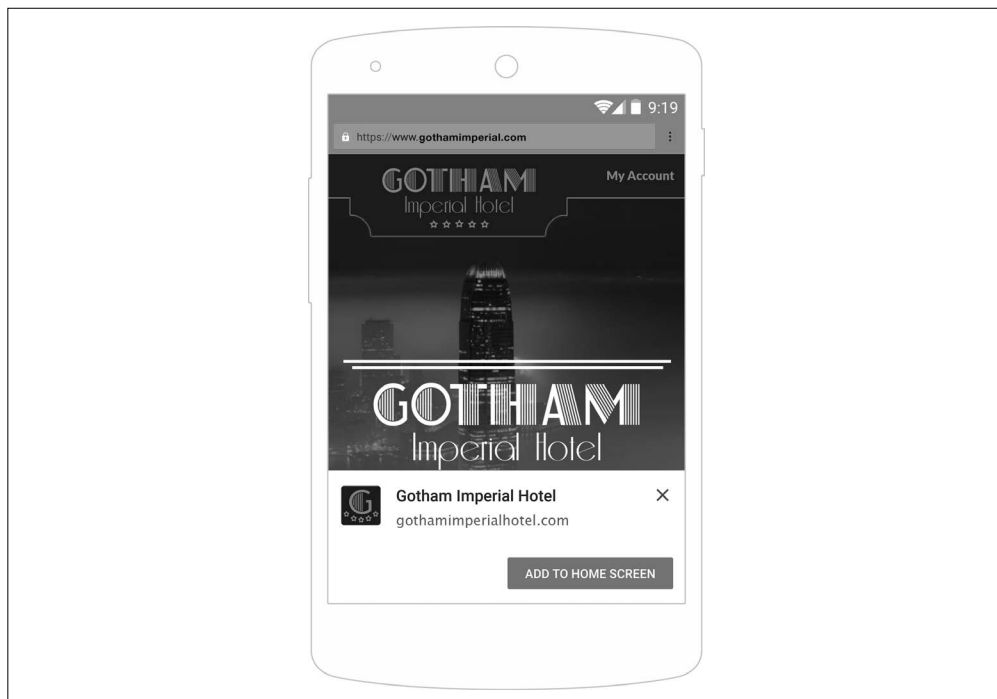 9:19
https://www.gothamimperial.com
GOTHAM
Imperial Hotel
My Account
GOTHAM
Imperial Hotel
G
Gotham Imperial Hotel
gothamimperialhotel.com
ADD TO HOME SCREEN